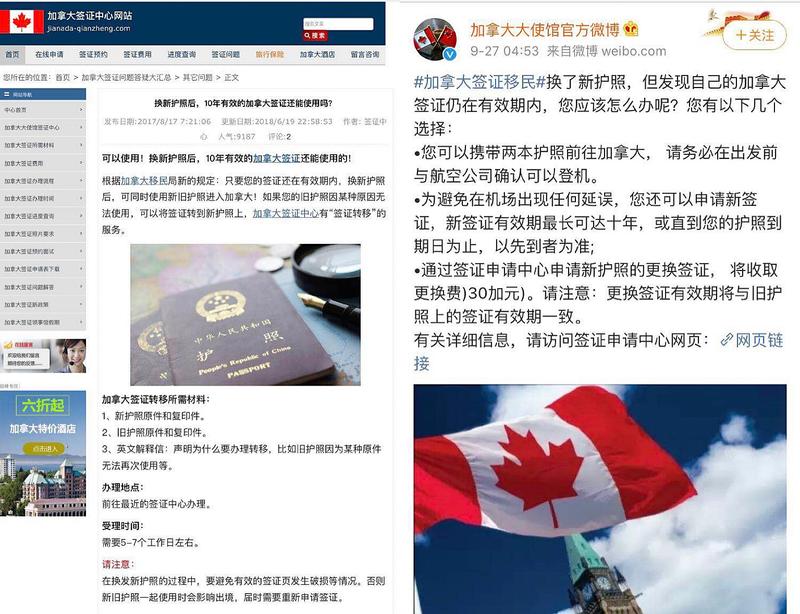 加拿大签证中心网站
jianada-qianzheng.com
搜索
首页 在线申请 签证预约 签证费用 进度查询 签证问题 旅行保险 加拿大酒店 留言咨询
您所在的位置：首页 > 加拿大签证问题答疑大汇总 > 其它问题 > 正文
网站导航
中心首页
加拿大大使馆签证中心
加拿大签证所需材料
加拿大签证费用
加拿大签证办理流程
加拿大签证办理时间
加拿大签证进度查询
加拿大签证照片要求
加拿大签证预约面试
加拿大签证申请表下载
加拿大签证问题解答
加拿大签证新政策
加拿大签证领事馆假期
在线留言
欢迎给我们留言
期待您的反馈……
六折起
加拿大特价酒店
点击进入
换新护照后，10年有效的加拿大签证还能使用吗?
发布日期:2017/8/17 7:21:06 更新日期:2018/6/19 22:58:53 作者: 签证中
心 人气:9187 评论:2
可以使用！换新护照后，10年有效的加拿大签证还能使用的！
根据加拿大移民局新的规定：只要您的签证还在有效期内，换新护照
后，可同时使用新旧护照进入加拿大！如果您的旧护照因某种原因无
法使用，可以将签证转到新护照上，加拿大签证中心有“签证转移”的
服务。
中华人民共和国
护 照
People's Republic of China
PASSPORT
加拿大签证转移所需材料：
1、新护照原件和复印件。
2、旧护照原件和复印件。
3、英文解释信：声明为什么要办理转移，比如旧护照因为某种原件
无法再次使用等。
办理地点：
前往最近的签证中心办理。
受理时间：
需要5-7个工作日左右。
请注意：
在换发新护照的过程中，要避免有效的签证页发生破损等情况。否则
新旧护照一起使用时会影响出境，届时需要重新申请签证。
加拿大大使馆官方微博
9-27 04:53 来自微博 weibo.com
+关注
#加拿大签证移民#换了新护照，但发现自己的加拿大
签证仍在有效期内，您应该怎么办呢？您有以下几个
选择：
•您可以携带两本护照前往加拿大， 请务必在出发前
与航空公司确认可以登机。
•为避免在机场出现任何延误，您还可以申请新签
证，新签证有效期最长可达十年，或直到您的护照到
期日为止，以先到者为准;
•通过签证申请中心申请新护照的更换签证， 将收取
更换费)30加元)。请注意：更换签证有效期将与旧护
照上的签证有效期一致。
有关详细信息，请访问签证申请中心网页：网页链
接